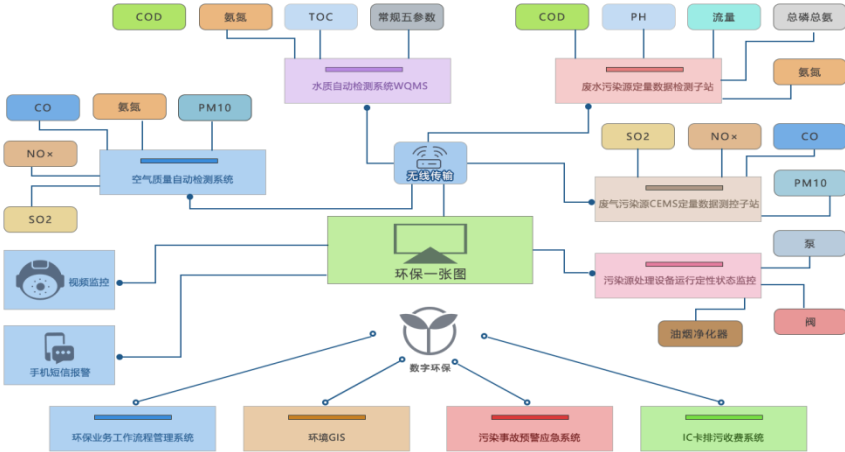 COD
氨氮
TOC
常规五参数
COD
PH
流量
总磷总氨
水质自动检测系统WQMS
废水污染源定量数据检测子站
氨氮
CO
氨氮
PM10
SO2
NO×
CO
NO×
无线传输
空气质量自动检测系统
废气污染源CEMS定量数据测控子站
PM10
SO2
泵
环保一张图
视频监控
污染源处理设备运行定性状态监控
油烟净化器
阀
手机短信报警
数字环保
环保业务工作流程管理系统
环境GIS
污染事故预警应急系统
IC卡排污收费系统